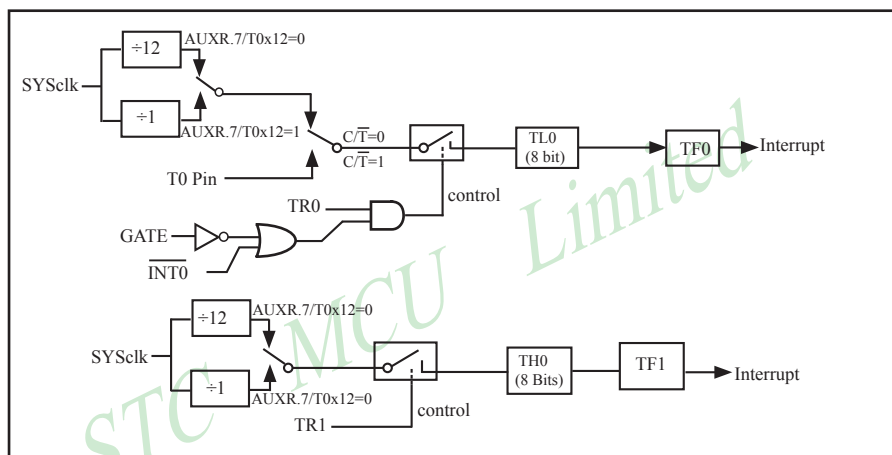 ÷12
AUXR.7/T0x12=0
SYSclk
÷1
AUXR.7/T0x12=1
C/T̅=0
C/T̅=1
T0 Pin
TL0
(8 bit)
TF0
Interrupt
control
TR0
GATE
I̅N̅T̅0̅
÷12
AUXR.7/T0x12=0
SYSclk
÷1
AUXR.7/T0x12=0
TH0
(8 Bits)
TF1
Interrupt
control
TR1
STC MCU Limited